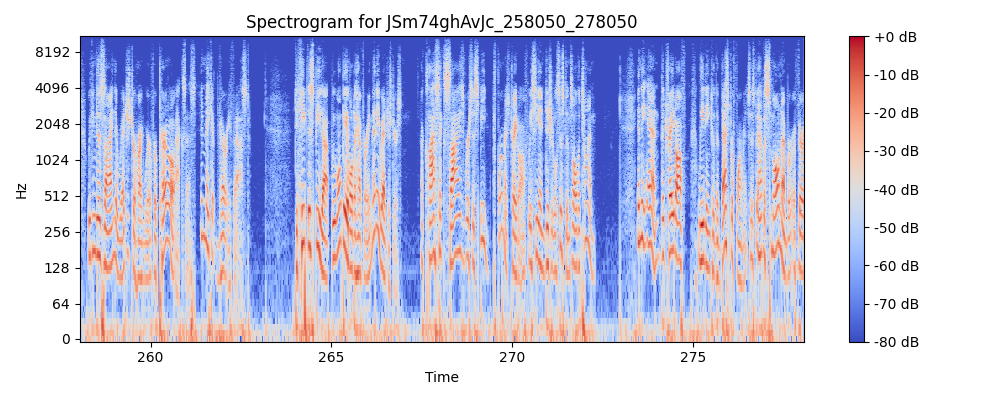 Spectrogram for JSm74ghAvJc_258050_278050
Hz
8192
4096
2048
1024
512
256
128
64
0
260
265
270
275
Time
+0 dB
-10 dB
-20 dB
-30 dB
-40 dB
-50 dB
-60 dB
-70 dB
-80 dB